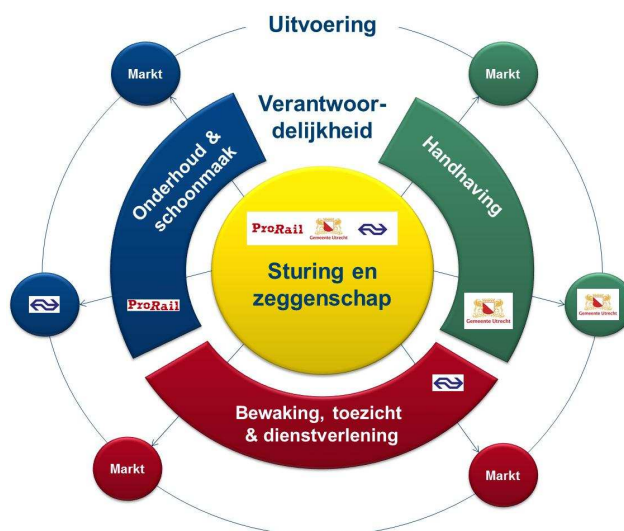 Uitvoering
Markt
Markt
Verantwoor-
delijkheid
Onderhoud &
schoonmaak
Handhaving
ProRail
Gemeente Utrecht
Sturing en
zeggenschap
ProRail
Gemeente Utrecht
Gemeente Utrecht
Bewaking, toezicht
& dienstverlening
Markt
Markt